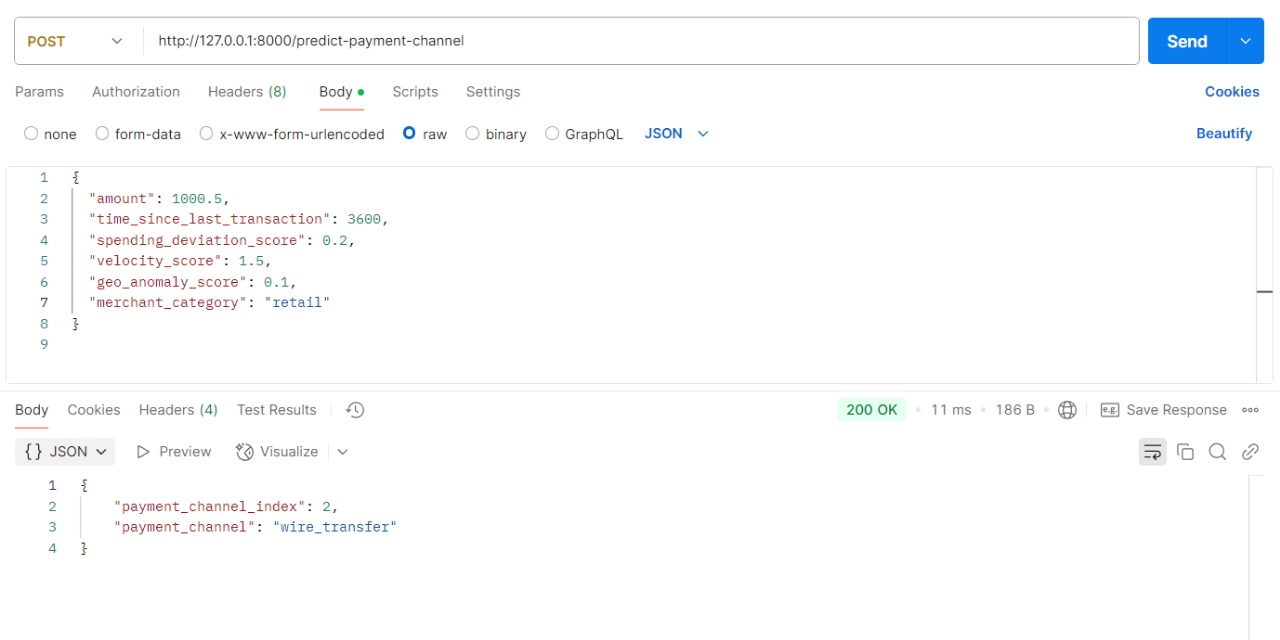 POST http://127.0.0.1:8000/predict-payment-channel Send
Params Authorization Headers (8) Body Scripts Settings Cookies
none form-data x-www-form-urlencoded raw binary GraphQL JSON Beautify
1 {
2 "amount": 1000.5,
3 "time_since_last_transaction": 3600,
4 "spending_deviation_score": 0.2,
5 "velocity_score": 1.5,
6 "geo_anomaly_score": 0.1,
7 "merchant_category": "retail"
8 }
9
Body Cookies Headers (4) Test Results 200 OK • 11 ms • 186 B • e.g. Save Response
{} JSON Preview Visualize
1 {
2 "payment_channel_index": 2,
3 "payment_channel": "wire_transfer"
4 }